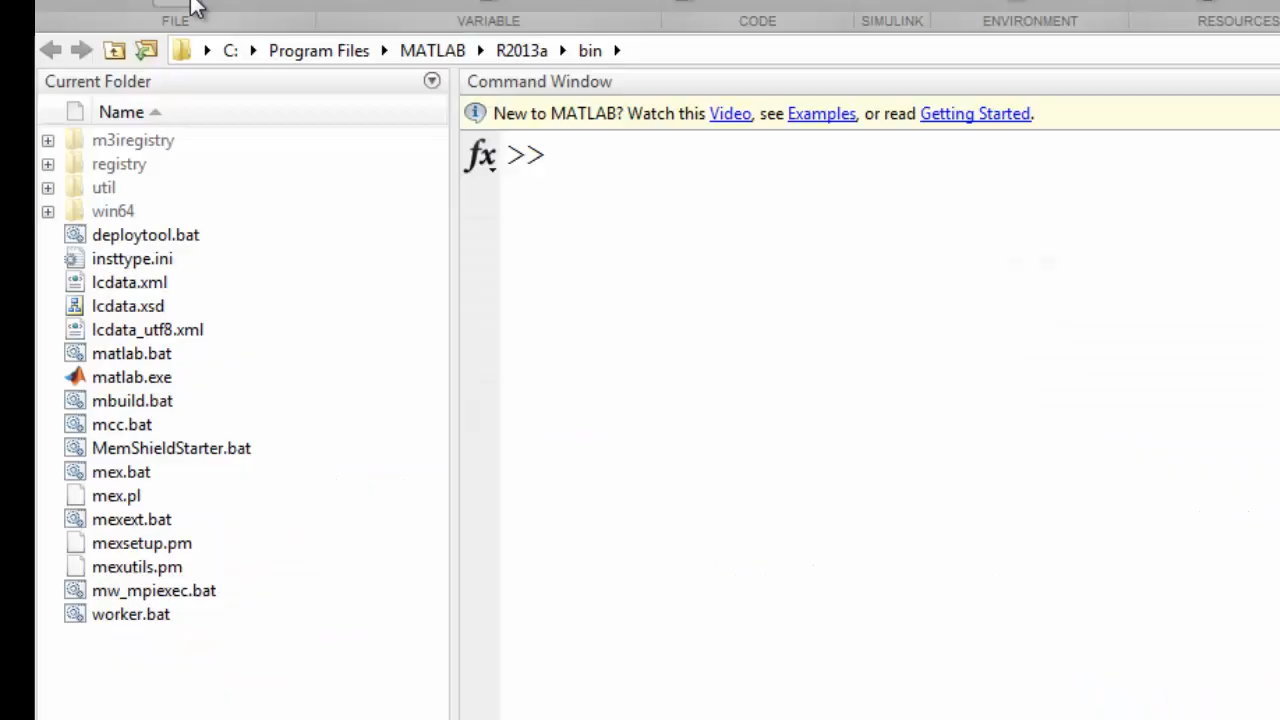 FILE VARIABLE CODE SIMULINK ENVIRONMENT RESOURCES
C: Program Files MATLAB R2013a bin
Current Folder
Command Window
Name
New to MATLAB? Watch this Video, see Examples, or read Getting Started.
fx >>
m3iregistry
registry
util
win64
deploytool.bat
insttype.ini
lcdata.xml
lcdata.xsd
lcdata_utf8.xml
matlab.bat
matlab.exe
mbuild.bat
mcc.bat
MemShieldStarter.bat
mex.bat
mex.pl
mexext.bat
mexsetup.pm
mexutils.pm
mw_mpiexec.bat
worker.bat